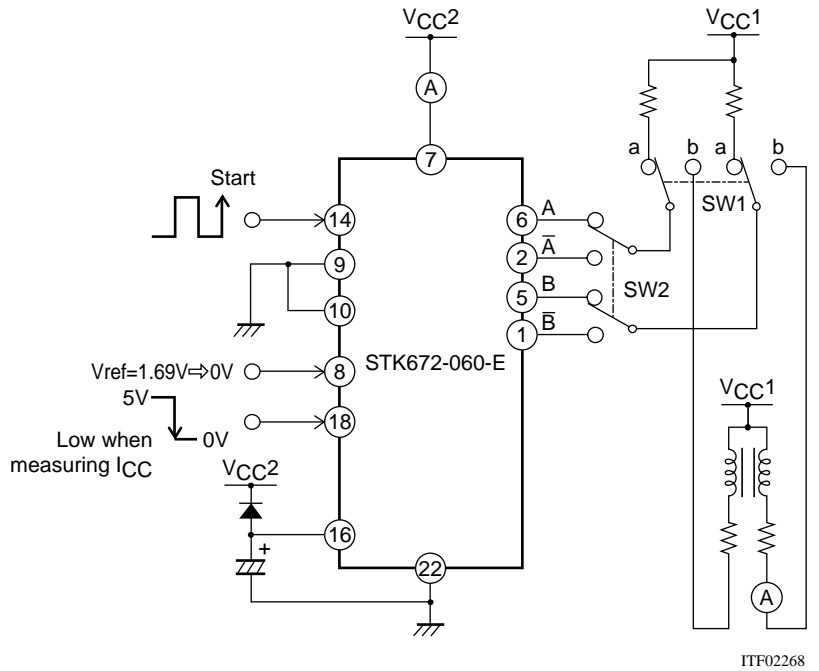 VCC2
VCC1
A
7
a
b
a
b
Start
SW1
14
6
A
9
2
A̅
SW2
10
5
B
1
B̅
STK672-060-E
Vref=1.69V⇨0V
8
5V
0V
18
Low when
measuring ICC
VCC1
VCC2
16
+
22
A
ITF02268